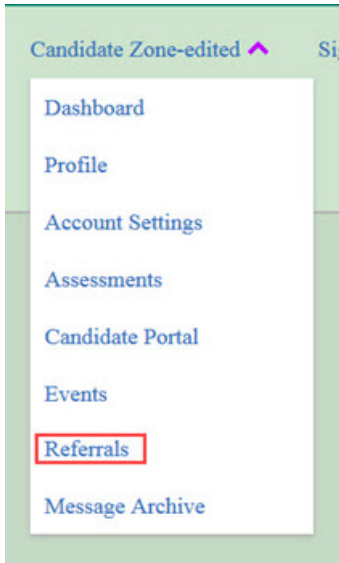 Candidate Zone-edited
Dashboard
Profile
Account Settings
Assessments
Candidate Portal
Events
Referrals
Message Archive